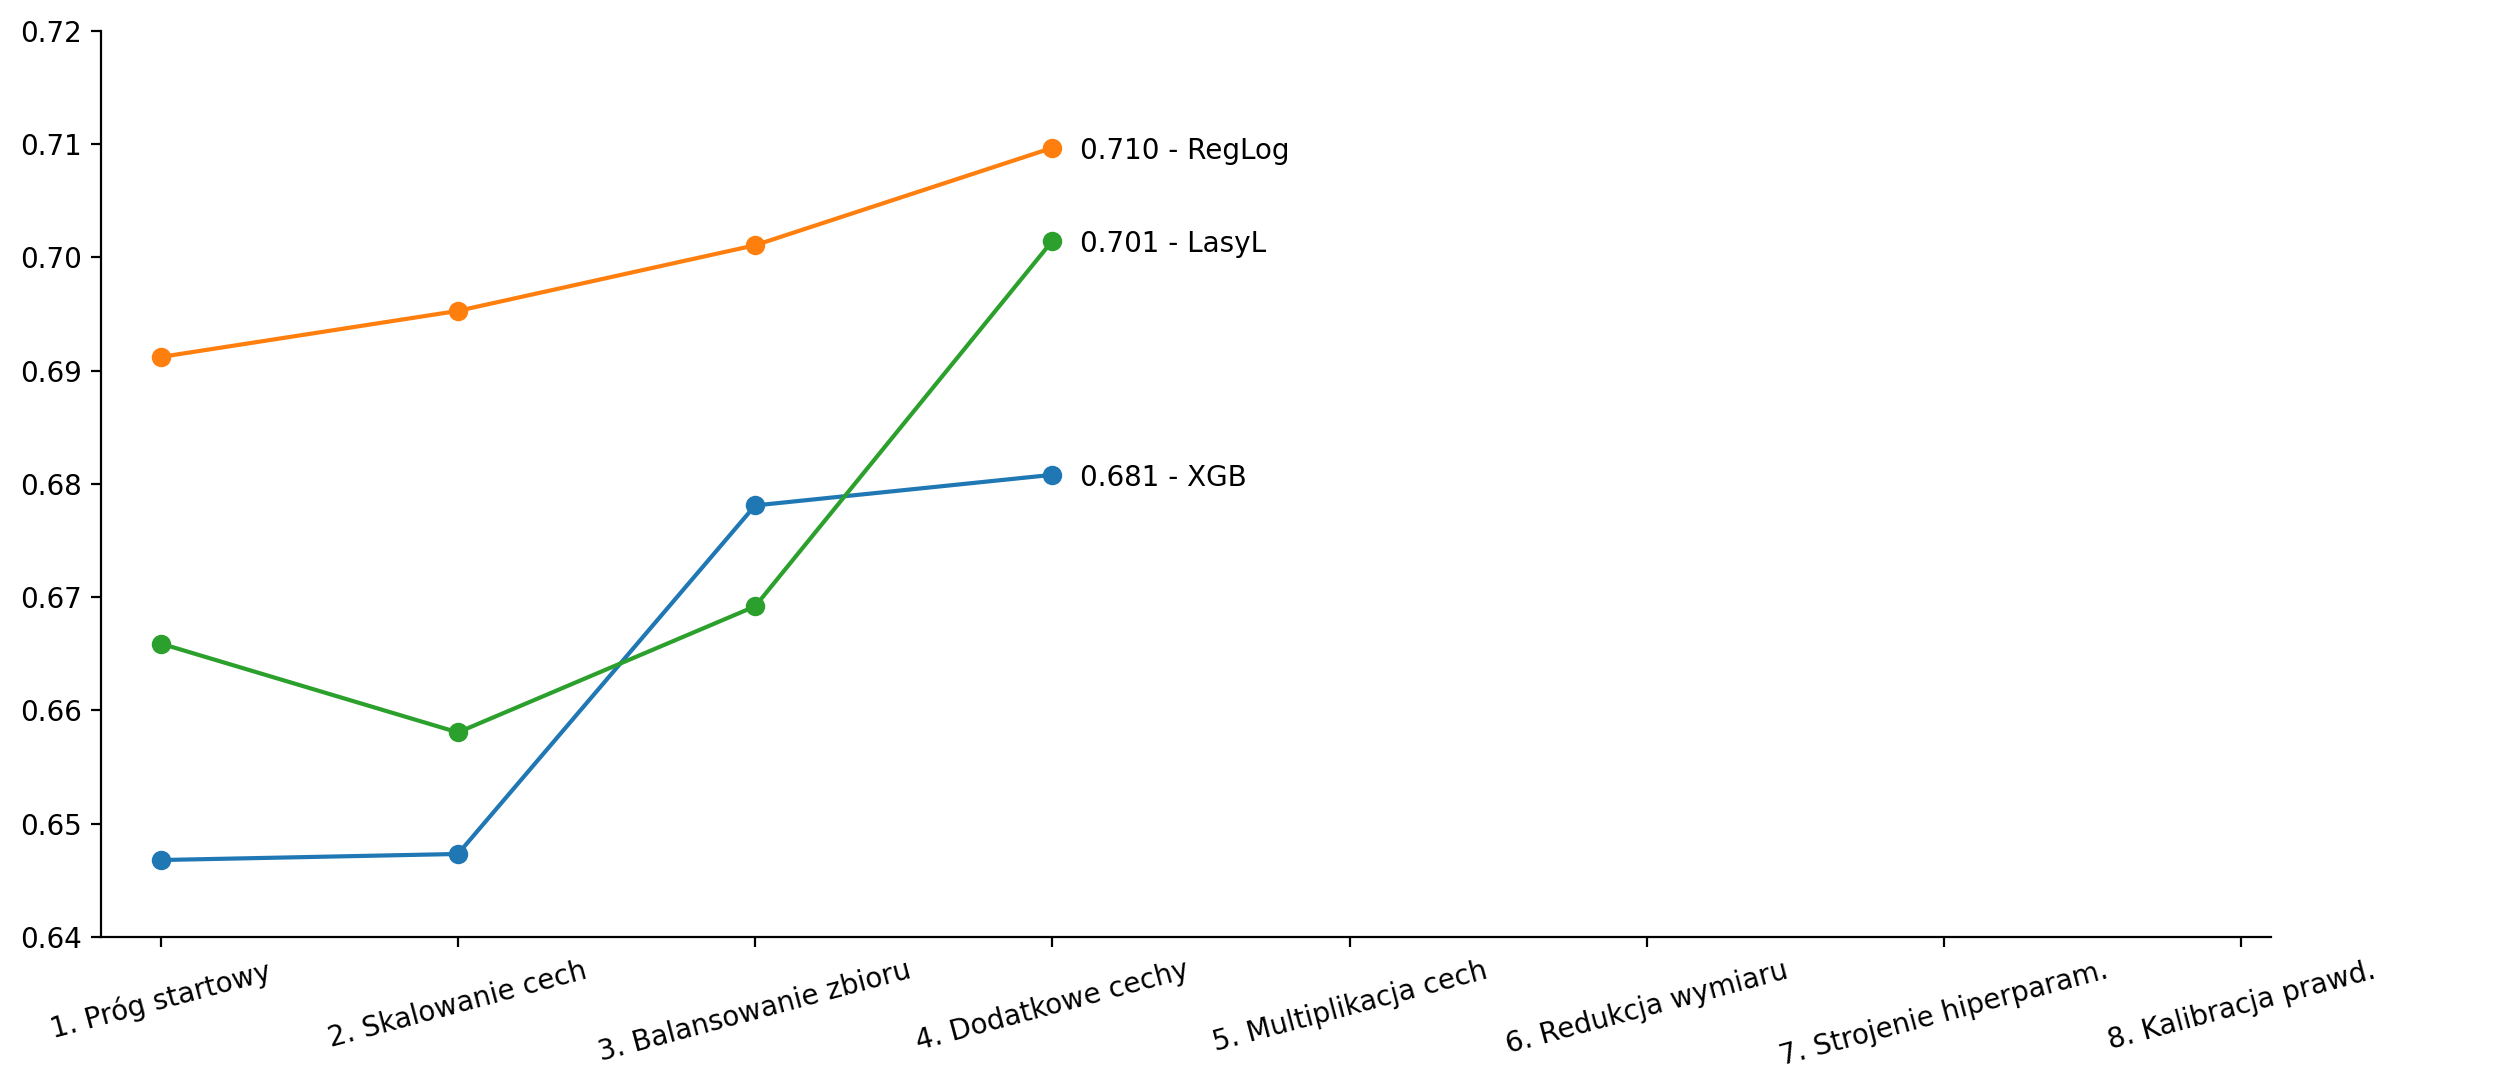 0.72
0.71
0.70
0.69
0.68
0.67
0.66
0.65
0.64
0.710 - RegLog
0.701 - LasyL
0.681 - XGB
1. Próg startowy
2. Skalowanie cech
3. Balansowanie zbioru
4. Dodatkowe cechy
5. Multiplikacja cech
6. Redukcja wymiaru
7. Strojenie hiperparam.
8. Kalibracja prawd.